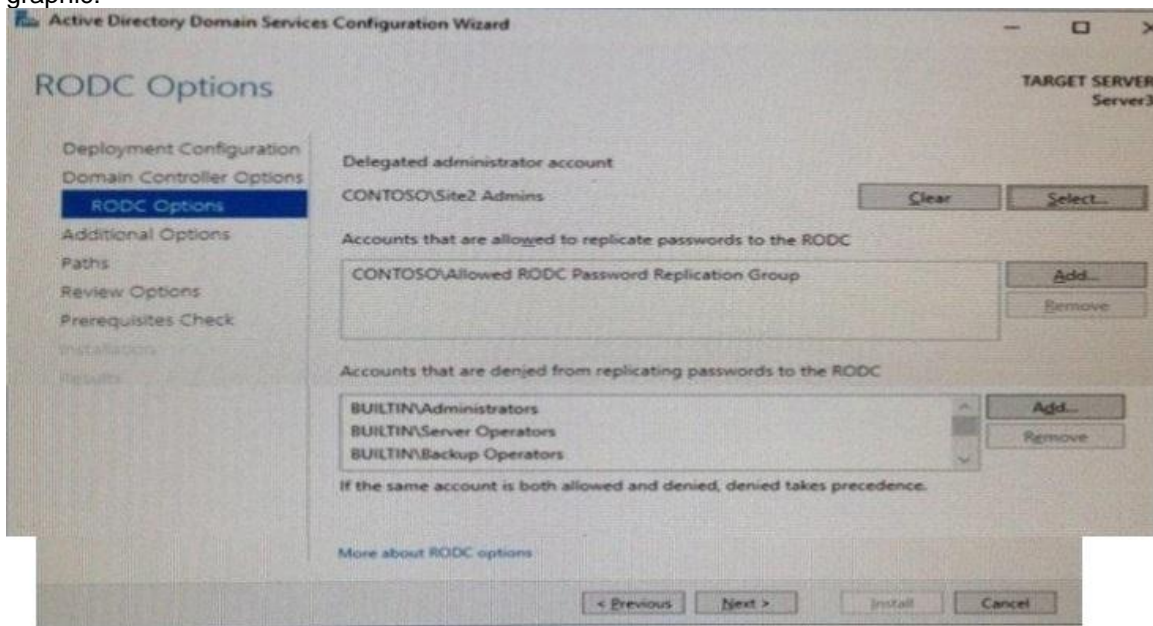 graphic.
Active Directory Domain Services Configuration Wizard
RODC Options
TARGET SERVER
Server3
Deployment Configuration
Domain Controller Options
RODC Options
Additional Options
Paths
Review Options
Prerequisites Check
Installation
Results
Delegated administrator account
CONTOSO\Site2 Admins
Clear
Select...
Accounts that are allowed to replicate passwords to the RODC
CONTOSO\Allowed RODC Password Replication Group
Add...
Remove
Accounts that are denied from replicating passwords to the RODC
BUILTIN\Administrators
BUILTIN\Server Operators
BUILTIN\Backup Operators
Add...
Remove
If the same account is both allowed and denied, denied takes precedence.
More about RODC options
< Previous
Next >
Install
Cancel